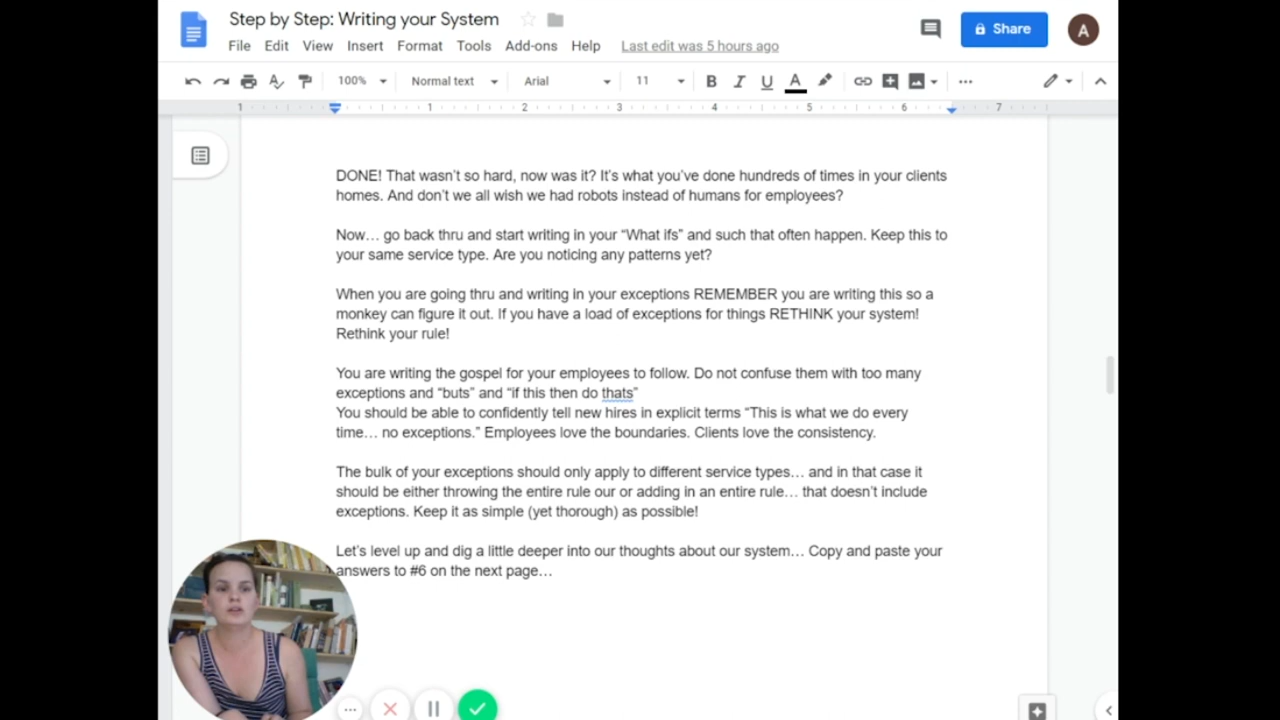 Step by Step: Writing your System
File Edit View Insert Format Tools Add-ons Help Last edit was 5 hours ago
Share
A
100% Normal text Arial 11 B I U A
1 1 2 3 4 5 6 7
DONE! That wasn't so hard, now was it? It's what you've done hundreds of times in your clients
homes. And don't we all wish we had robots instead of humans for employees?
Now… go back thru and start writing in your “What ifs” and such that often happen. Keep this to
your same service type. Are you noticing any patterns yet?
When you are going thru and writing in your exceptions REMEMBER you are writing this so a
monkey can figure it out. If you have a load of exceptions for things RETHINK your system!
Rethink your rule!
You are writing the gospel for your employees to follow. Do not confuse them with too many
exceptions and “buts” and “if this then do thats”
You should be able to confidently tell new hires in explicit terms “This is what we do every
time… no exceptions.” Employees love the boundaries. Clients love the consistency.
The bulk of your exceptions should only apply to different service types… and in that case it
should be either throwing the entire rule our or adding in an entire rule… that doesn't include
exceptions. Keep it as simple (yet thorough) as possible!
Let's level up and dig a little deeper into our thoughts about our system… Copy and paste your
answers to #6 on the next page…